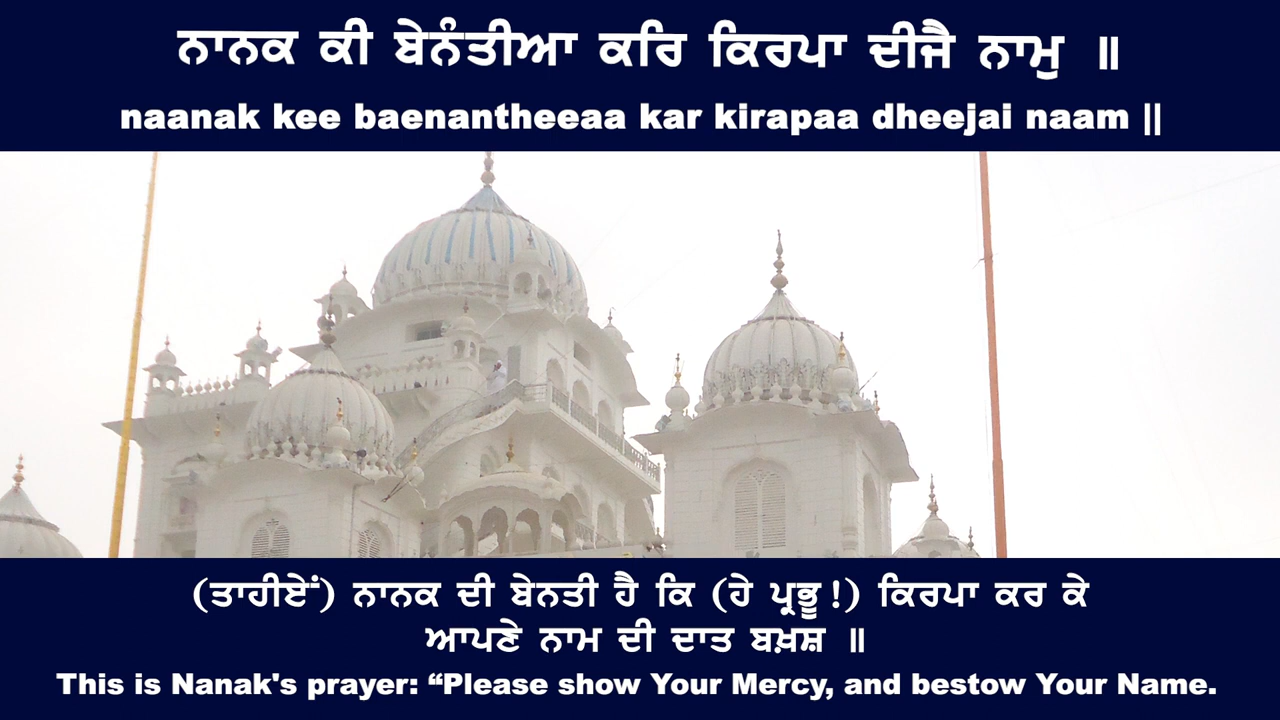 ਨਾਨਕ ਕੀ ਬੇਨੰਤੀਆ ਕਰਿ ਕਿਰਪਾ ਦੀਜੈ ਨਾਮੁ ॥
naanak kee baenantheeaa kar kirapaa dheejai naam ||
(ਤਾਹੀਏਂ) ਨਾਨਕ ਦੀ ਬੇਨਤੀ ਹੈ ਕਿ (ਹੇ ਪ੍ਰਭੂ!) ਕਿਰਪਾ ਕਰ ਕੇ
ਆਪਣੇ ਨਾਮ ਦੀ ਦਾਤ ਬਖ਼ਸ਼ ॥
This is Nanak's prayer: “Please show Your Mercy, and bestow Your Name.